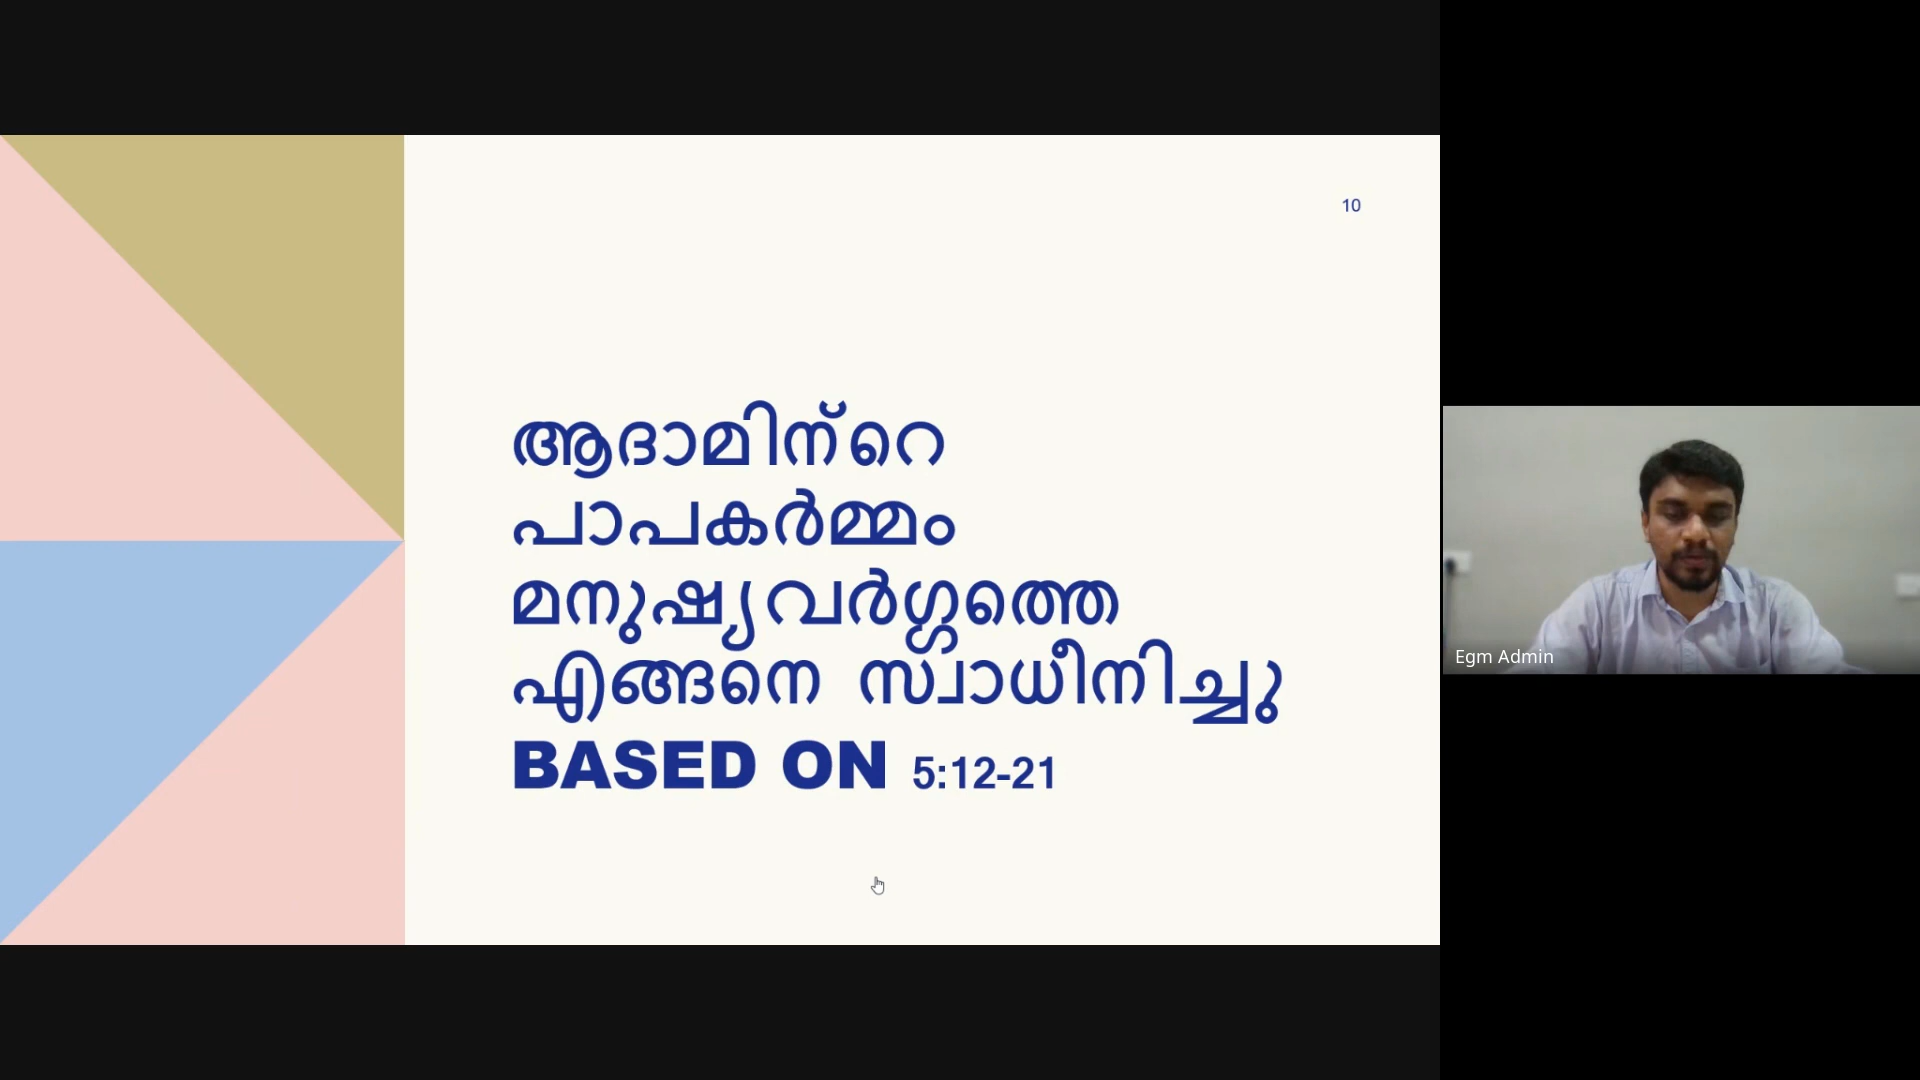 10
ആദാമിന്‌റെ
പാപകർമ്മം
മനുഷ്യവർഗ്ഗത്തെ
എങ്ങനെ സ്വാധീനിച്ചു
BASED ON 5:12-21
Egm Admin